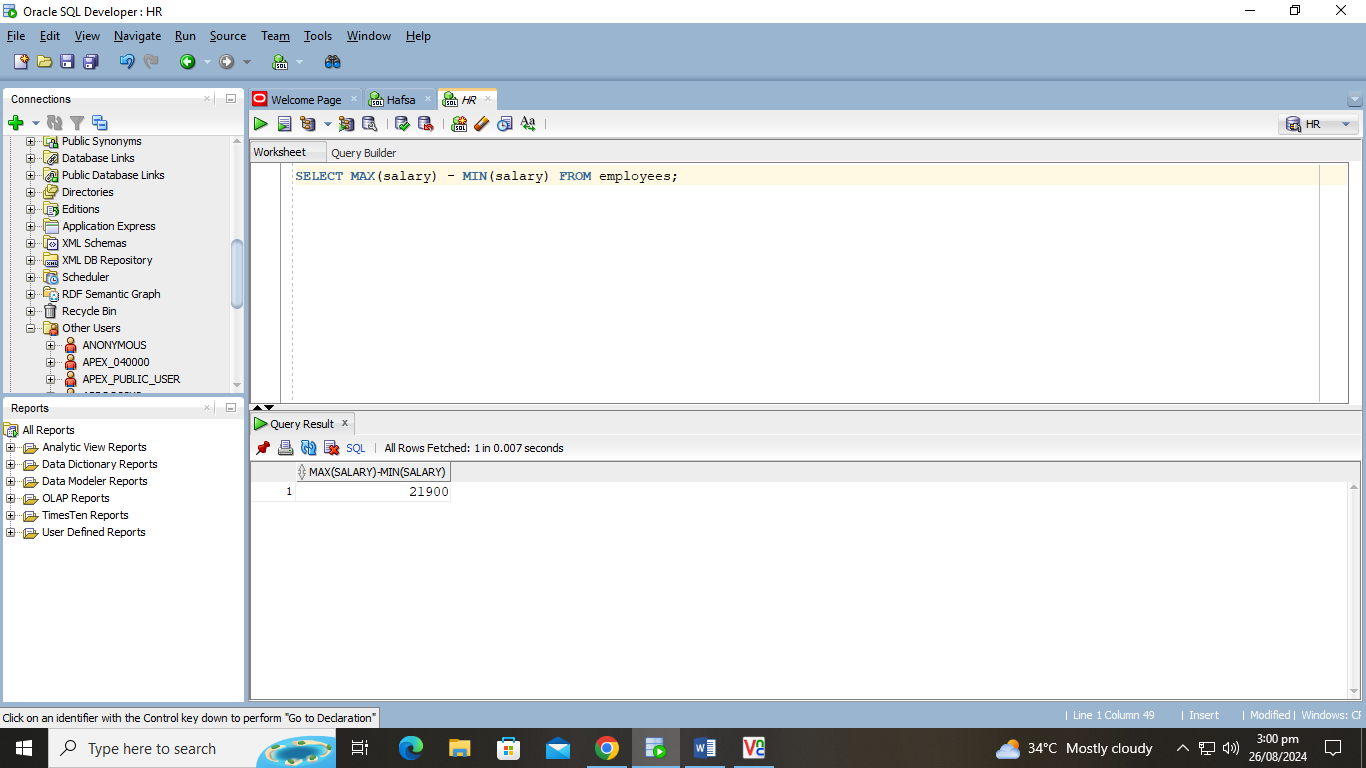 Oracle SQL Developer : HR
File Edit View Navigate Run Source Team Tools Window Help
Connections
Public Synonyms
Database Links
Public Database Links
Directories
Editions
Application Express
XML Schemas
XML DB Repository
Scheduler
RDF Semantic Graph
Recycle Bin
Other Users
ANONYMOUS
APEX_040000
APEX_PUBLIC_USER
Reports
All Reports
Analytic View Reports
Data Dictionary Reports
Data Modeler Reports
OLAP Reports
TimesTen Reports
User Defined Reports
Welcome Page Hafsa HR
HR
Worksheet Query Builder
SELECT MAX(salary) - MIN(salary) FROM employees;
Query Result
SQL | All Rows Fetched: 1 in 0.007 seconds
MAX(SALARY)-MIN(SALARY)
1 21900
Click on an identifier with the Control key down to perform "Go to Declaration"
| Line 1 Column 49 | Insert | Modified | Windows: CF
Type here to search
34°C Mostly cloudy
3:00 pm
26/08/2024